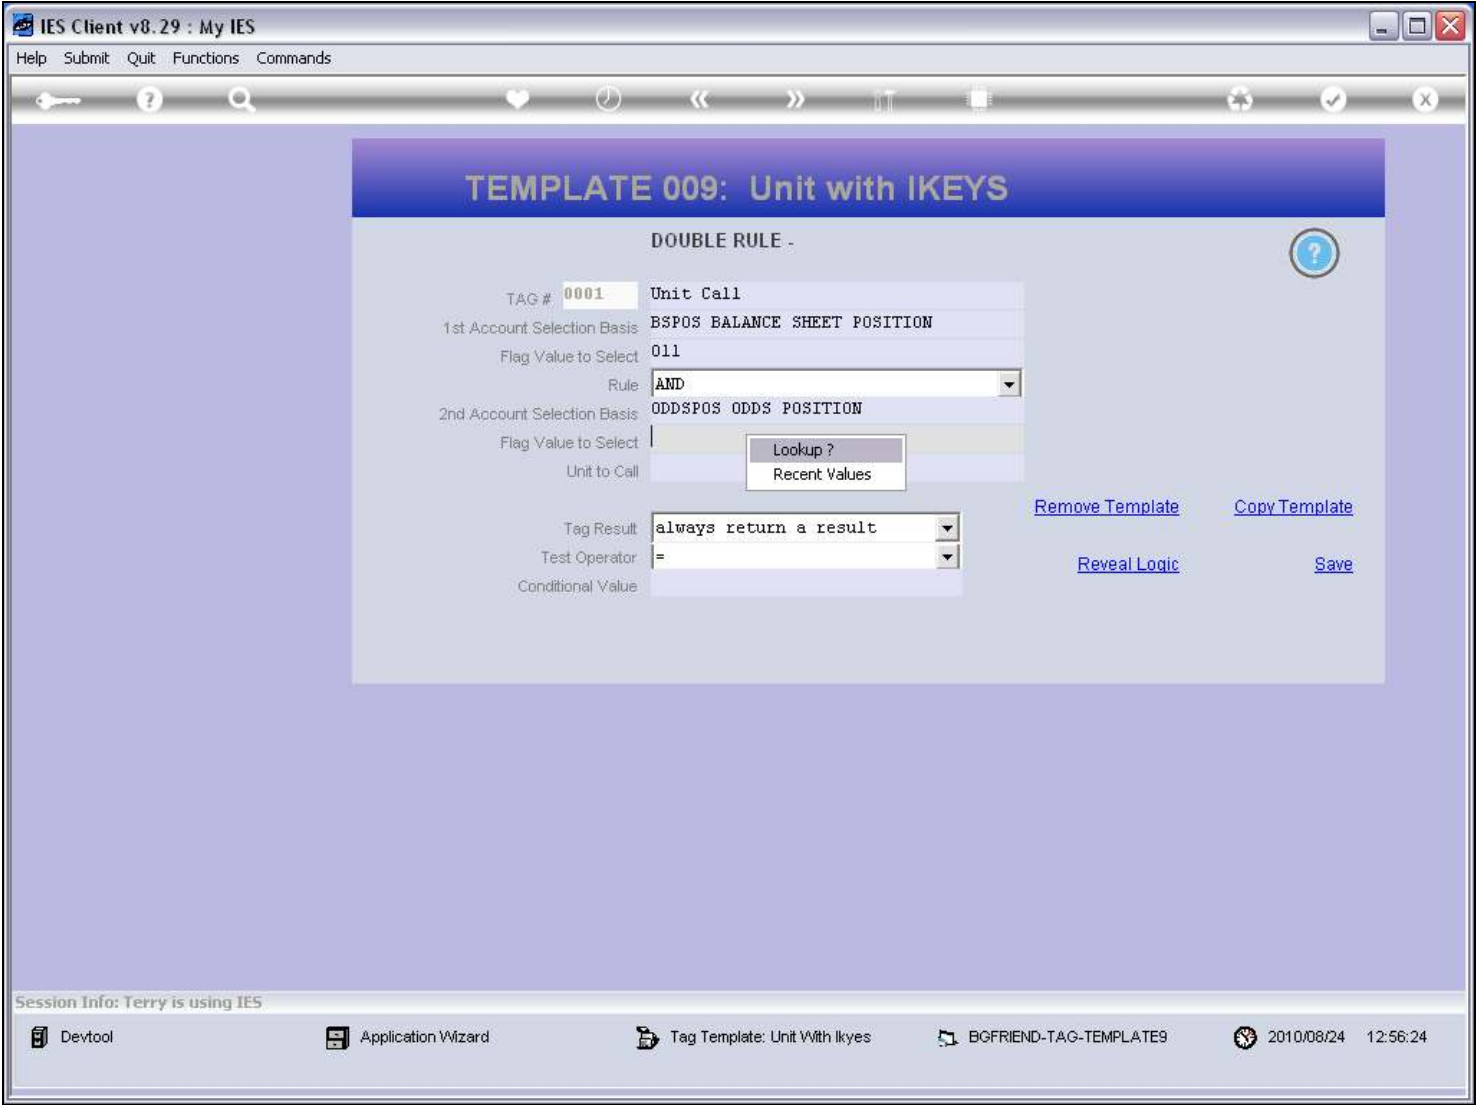 IES Client v8.29 : My IES
Help Submit Quit Functions Commands
TEMPLATE 009: Unit with IKEYS
DOUBLE RULE -
TAG # 0001 Unit Call
1st Account Selection Basis BSPOS BALANCE SHEET POSITION
Flag Value to Select 011
Rule AND
2nd Account Selection Basis ODDSPOS ODDS POSITION
Flag Value to Select
Lookup ?
Unit to Call
Recent Values
Remove Template Copy Template
Tag Result always return a result
Test Operator =
Reveal Logic Save
Conditional Value
Session Info: Terry is using IES
Devtool Application Wizard Tag Template: Unit With Ikyes BGFRIEND-TAG-TEMPLATE9 2010/08/24 12:56:24